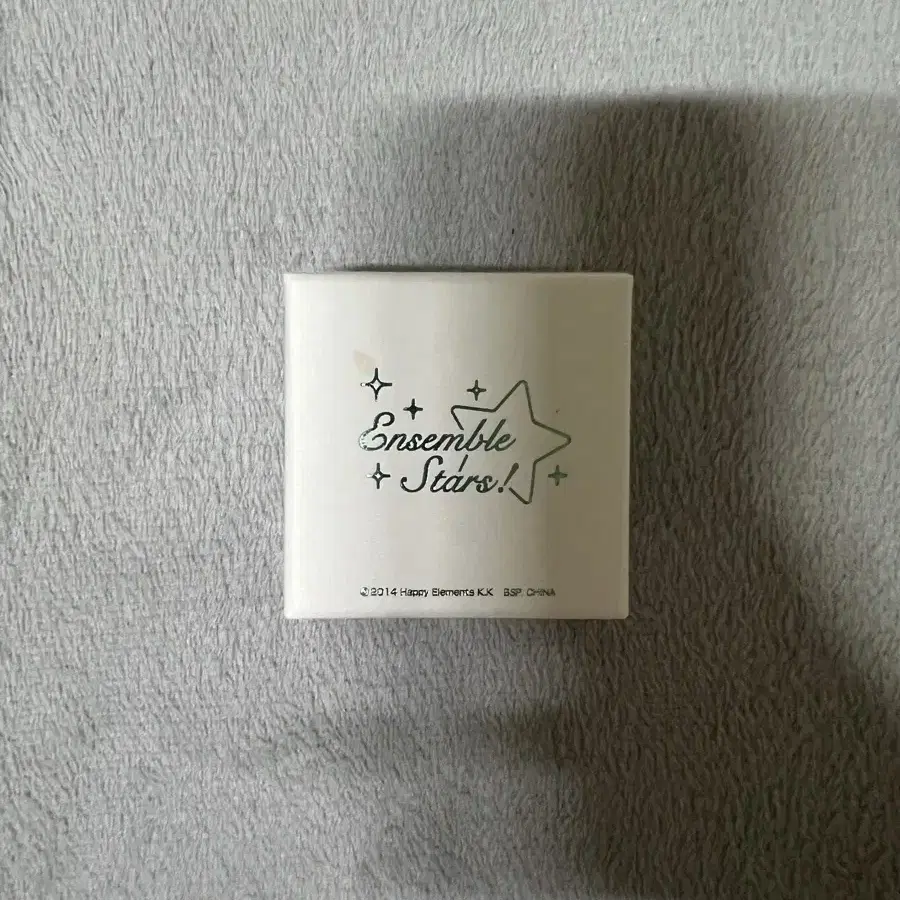 Ensemble
Stars!
©2014 Happy Elements K.K BSP, CHINA